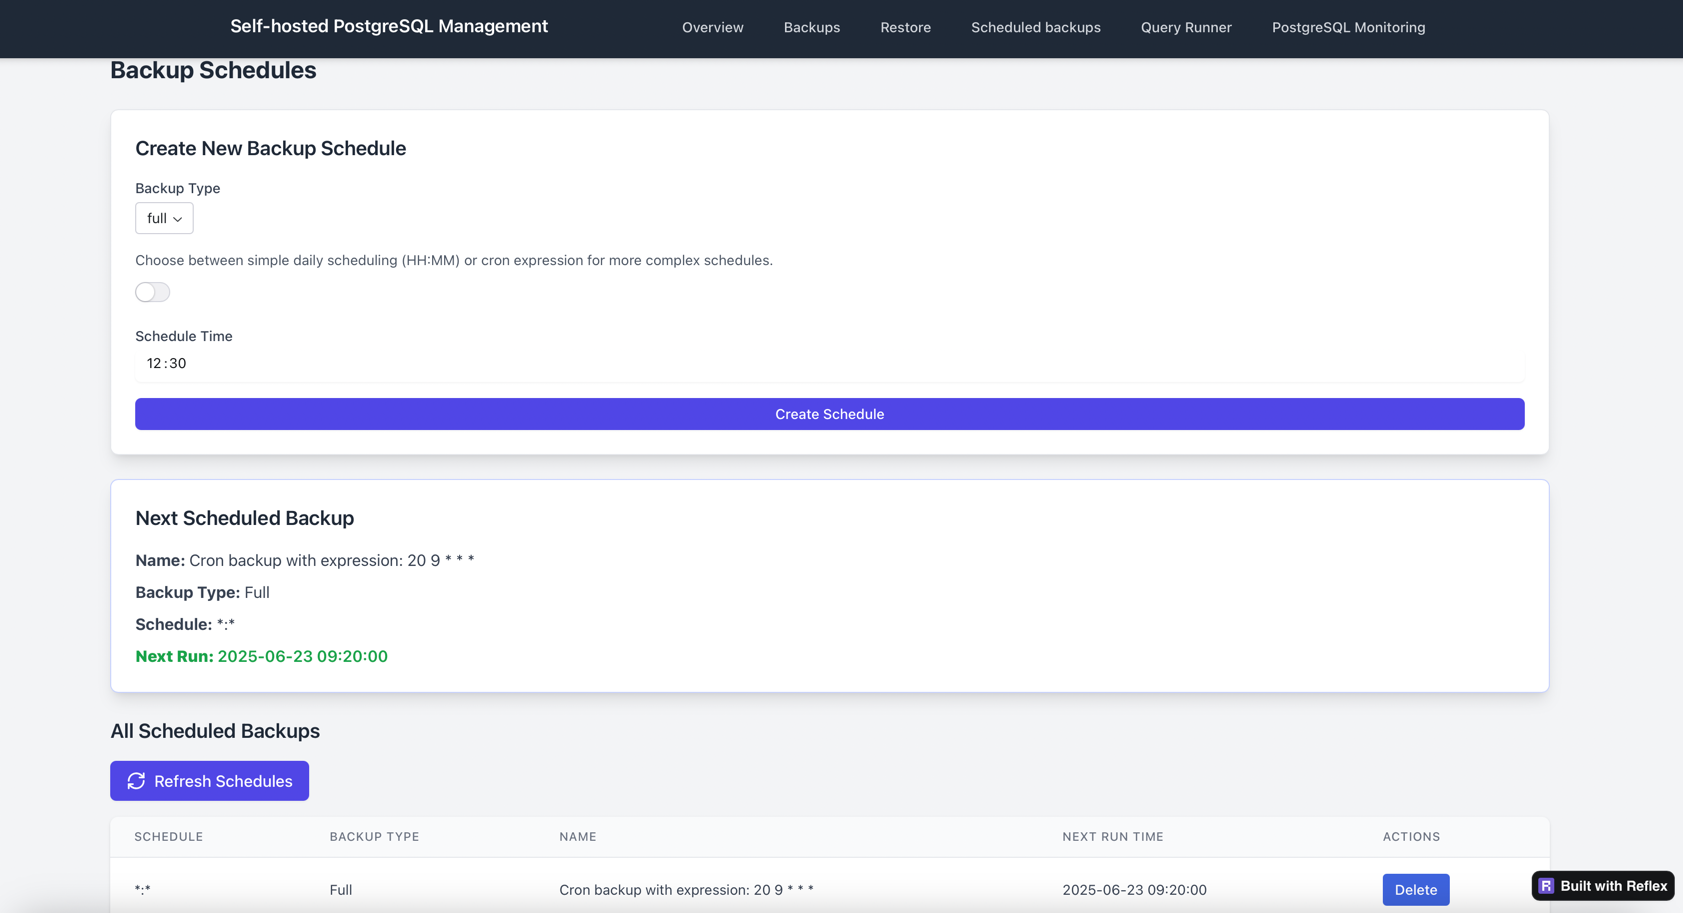 Self-hosted PostgreSQL Management Overview Backups Restore Scheduled backups Query Runner PostgreSQL Monitoring
Backup Schedules
Create New Backup Schedule
Backup Type
full
Choose between simple daily scheduling (HH:MM) or cron expression for more complex schedules.
Schedule Time
12:30
Create Schedule
Next Scheduled Backup
Name: Cron backup with expression: 20 9 * * *
Backup Type: Full
Schedule: *:*
Next Run: 2025-06-23 09:20:00
All Scheduled Backups
Refresh Schedules
SCHEDULE BACKUP TYPE NAME NEXT RUN TIME ACTIONS
*:* Full Cron backup with expression: 20 9 * * * 2025-06-23 09:20:00 Delete
R Built with Reflex